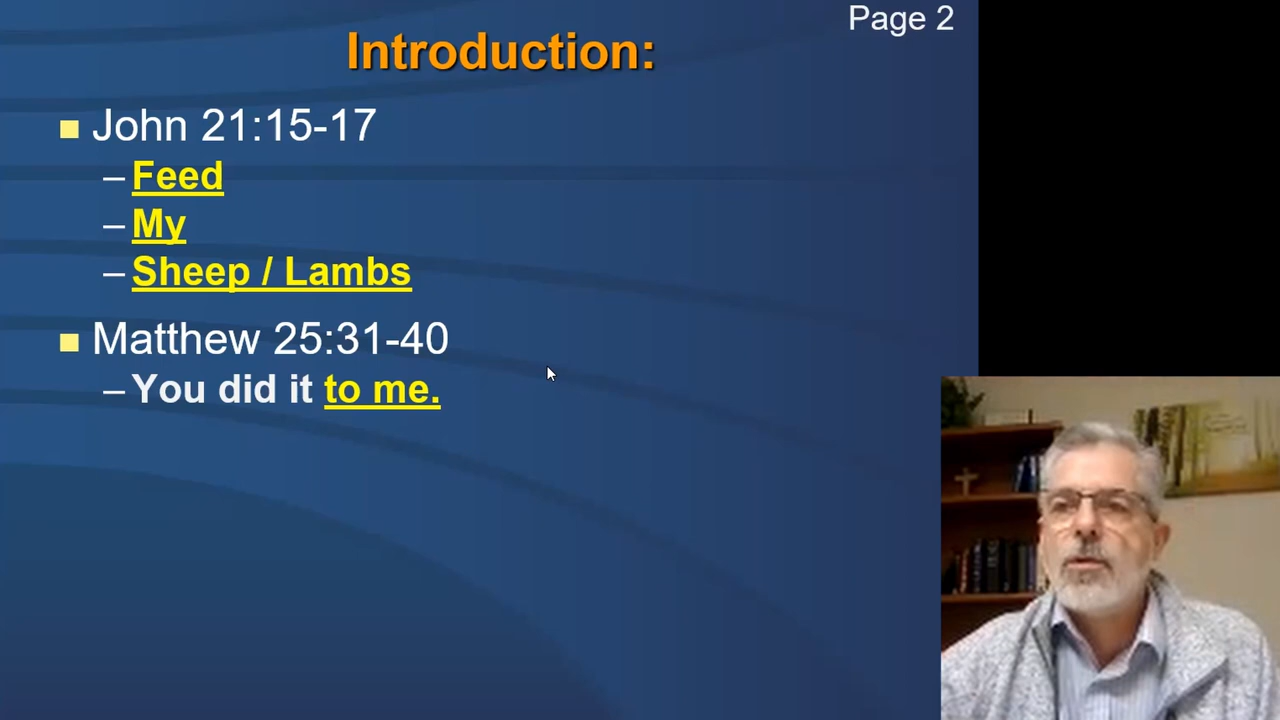 Page 2
Introduction:
John 21:15-17
– Feed
– My
– Sheep / Lambs
Matthew 25:31-40
– You did it to me.